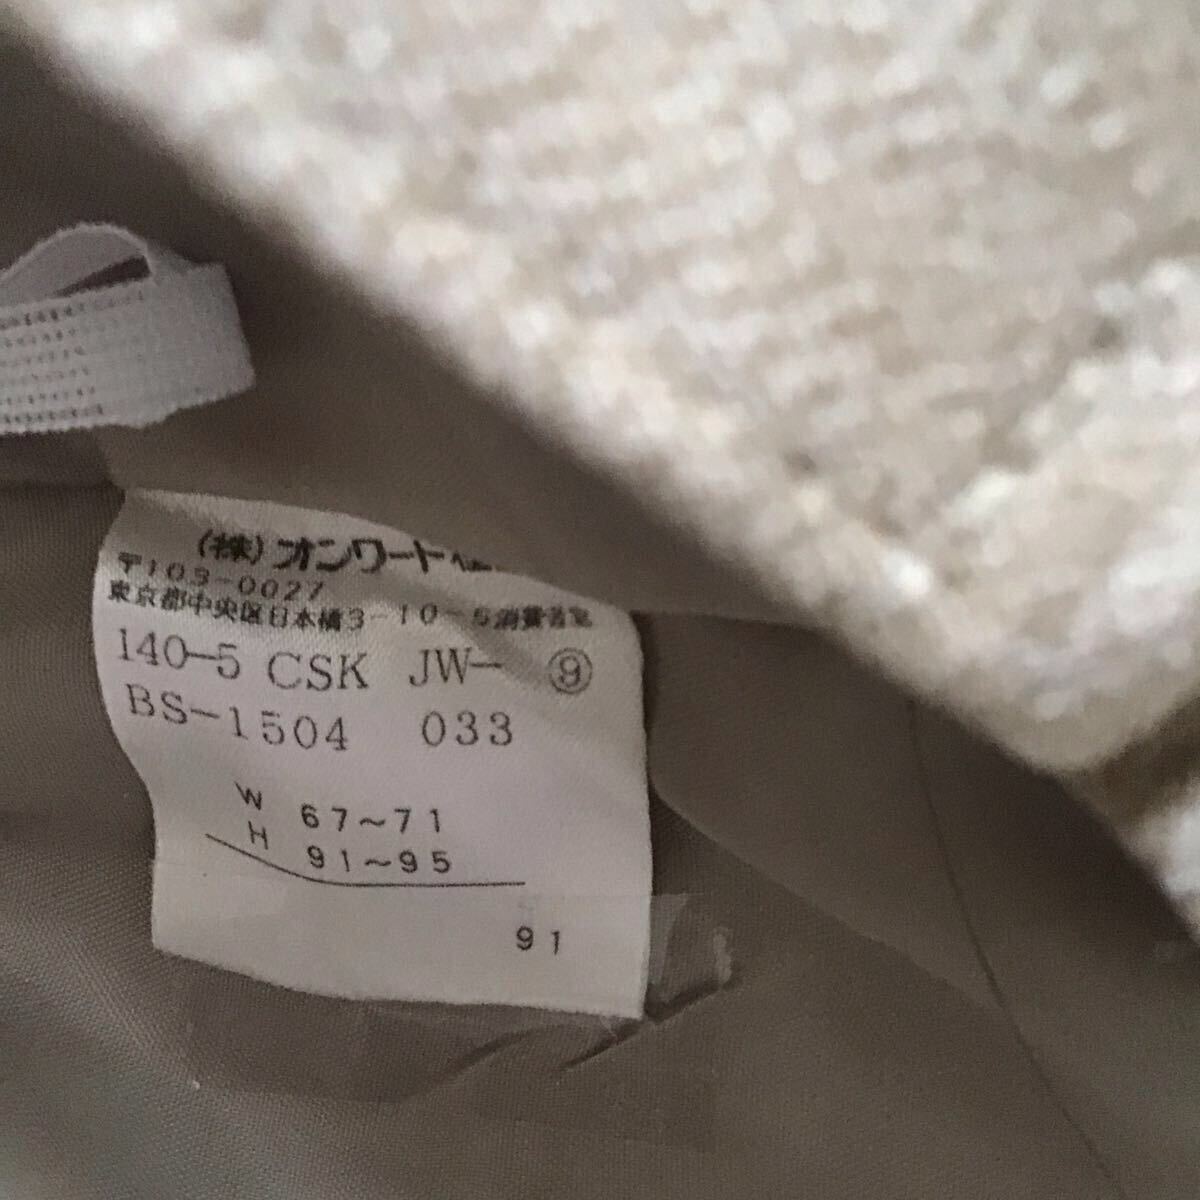 (株)オンワード
〒103-0027
東京都中央区日本橋3-10-5消費者室
140-5 CSK JW- ⑨
BS-1504 033
W 67~71
H 91~95
91